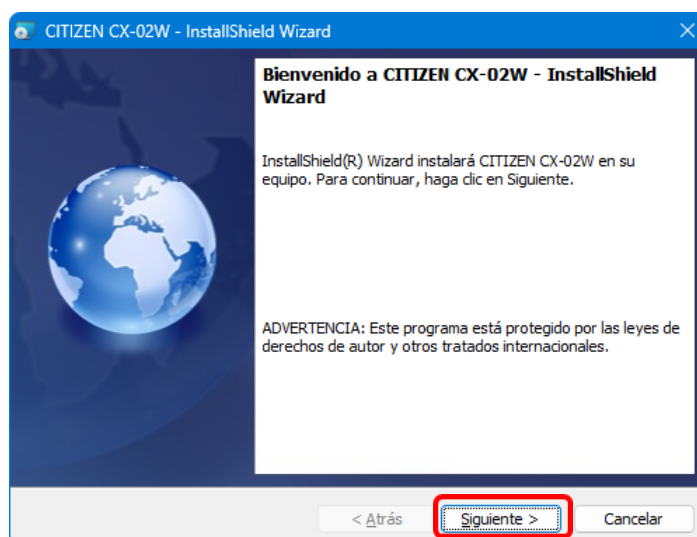 CITIZEN CX-02W - InstallShield Wizard
Bienvenido a CITIZEN CX-02W - InstallShield
Wizard
InstallShield(R) Wizard instalará CITIZEN CX-02W en su
equipo. Para continuar, haga clic en Siguiente.
ADVERTENCIA: Este programa está protegido por las leyes de
derechos de autor y otros tratados internacionales.
< Atrás Siguiente > Cancelar